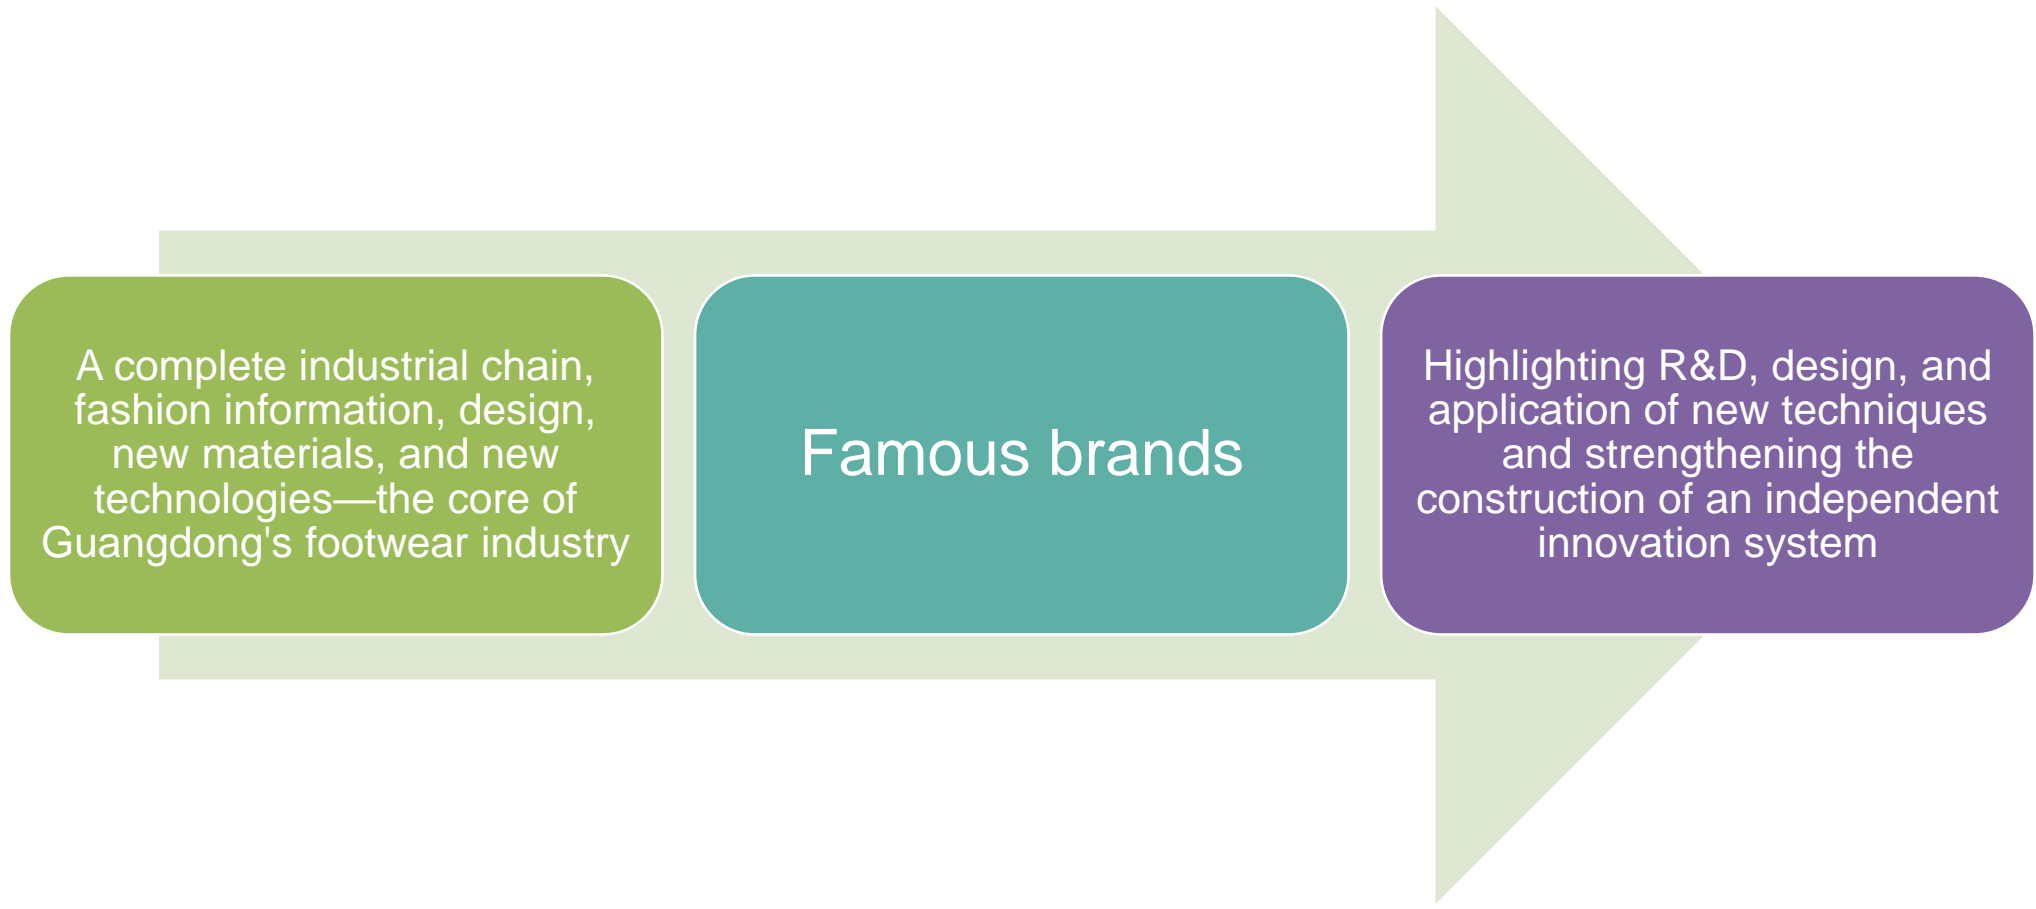 A complete industrial chain,
fashion information, design,
new materials, and new
technologies—the core of
Guangdong's footwear industry
Famous brands
Highlighting R&D, design, and
application of new techniques
and strengthening the
construction of an independent
innovation system